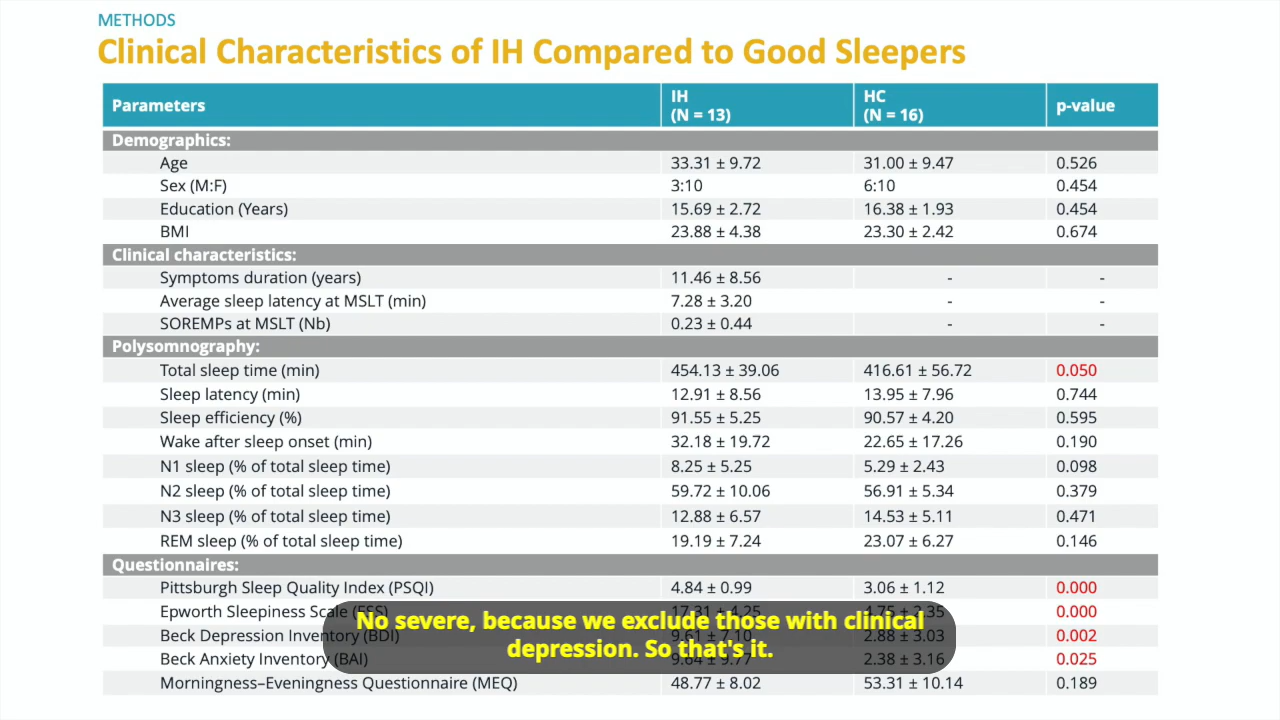 METHODS
Clinical Characteristics of IH Compared to Good Sleepers
Parameters IH (N = 13) HC (N = 16) p-value
Demographics:
Age 33.31 ± 9.72 31.00 ± 9.47 0.526
Sex (M:F) 3:10 6:10 0.454
Education (Years) 15.69 ± 2.72 16.38 ± 1.93 0.454
BMI 23.88 ± 4.38 23.30 ± 2.42 0.674
Clinical characteristics:
Symptoms duration (years) 11.46 ± 8.56 - -
Average sleep latency at MSLT (min) 7.28 ± 3.20 - -
SOREMPs at MSLT (Nb) 0.23 ± 0.44 - -
Polysomnography:
Total sleep time (min) 454.13 ± 39.06 416.61 ± 56.72 0.050
Sleep latency (min) 12.91 ± 8.56 13.95 ± 7.96 0.744
Sleep efficiency (%) 91.55 ± 5.25 90.57 ± 4.20 0.595
Wake after sleep onset (min) 32.18 ± 19.72 22.65 ± 17.26 0.190
N1 sleep (% of total sleep time) 8.25 ± 5.25 5.29 ± 2.43 0.098
N2 sleep (% of total sleep time) 59.72 ± 10.06 56.91 ± 5.34 0.379
N3 sleep (% of total sleep time) 12.88 ± 6.57 14.53 ± 5.11 0.471
REM sleep (% of total sleep time) 19.19 ± 7.24 23.07 ± 6.27 0.146
Questionnaires:
Pittsburgh Sleep Quality Index (PSQI) 4.84 ± 0.99 3.06 ± 1.12 0.000
Epworth Sleepiness Scale (ESS) 0.000
Beck Depression Inventory (BDI) 9.61 ± 7.10 2.88 ± 3.03 0.002
Beck Anxiety Inventory (BAI) 9.64 ± 9.77 2.38 ± 3.16 0.025
Morningness–Eveningness Questionnaire (MEQ) 48.77 ± 8.02 53.31 ± 10.14 0.189
No severe, because we exclude those with clinical
depression. So that's it.